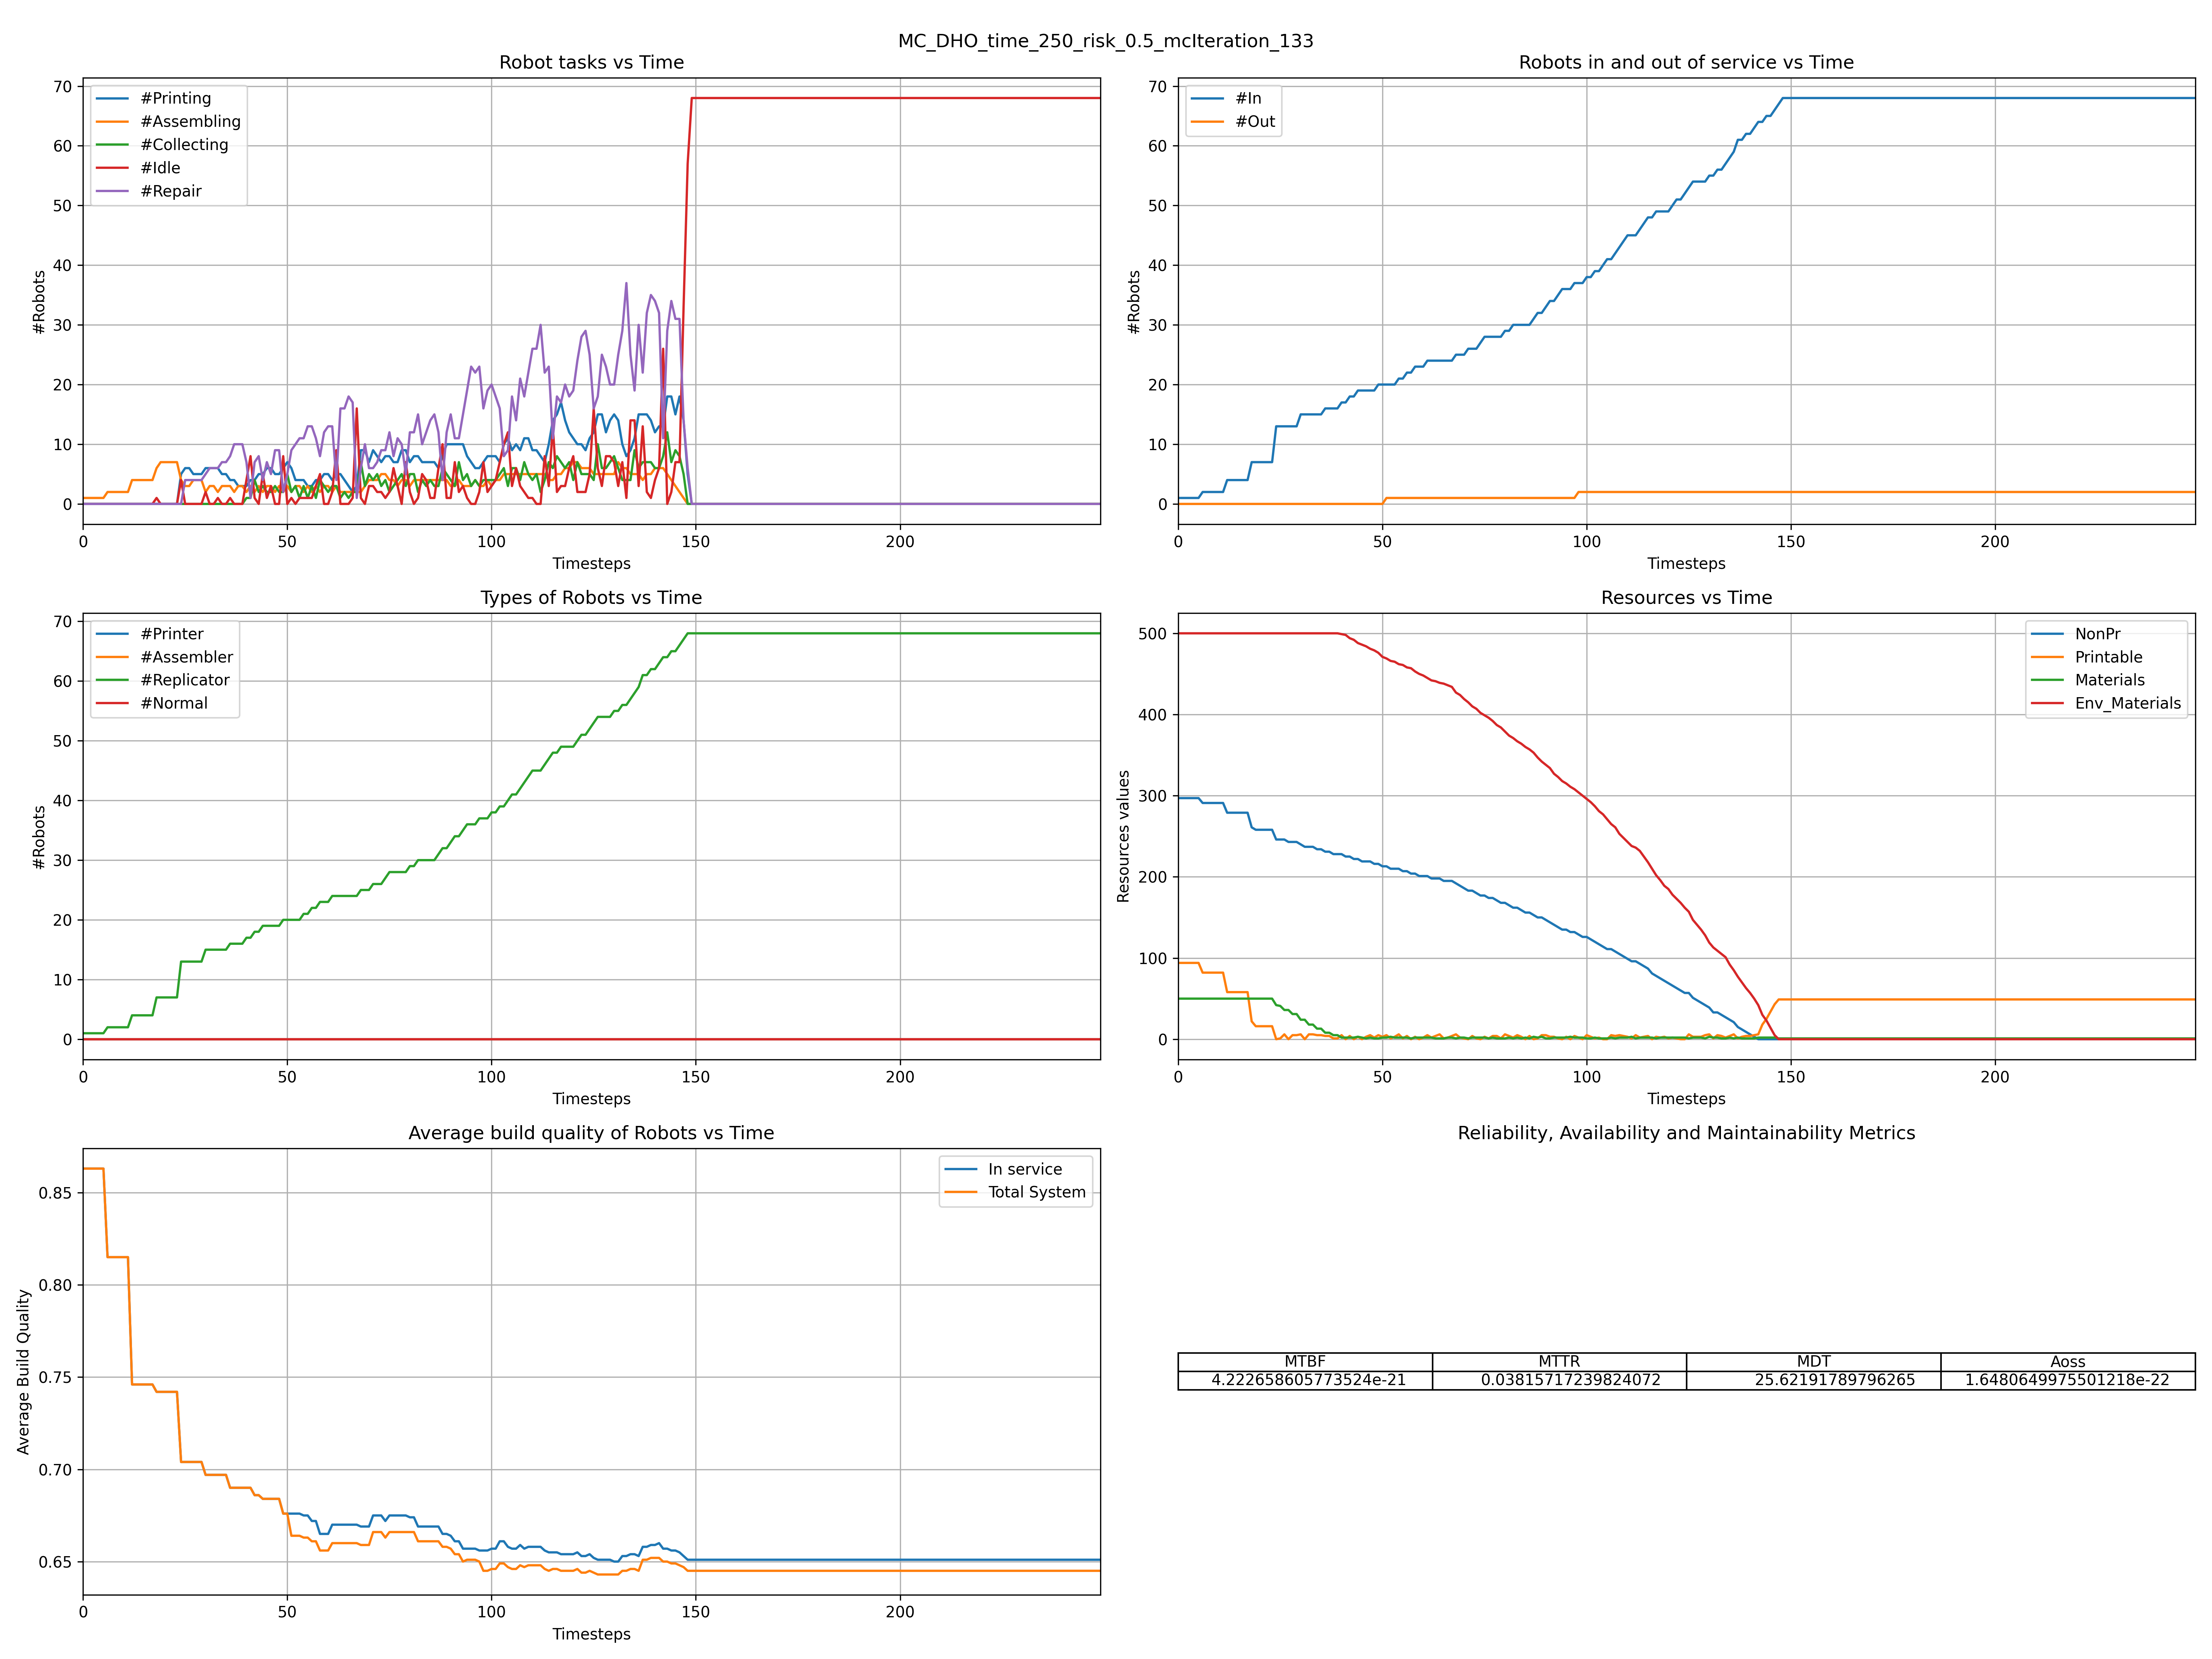 MC_DHO_time_250_risk_0.5_mcIteration_133
Robot tasks vs Time
#Printing
#Assembling
#Collecting
#Idle
#Repair
70
60
50
40
30
20
10
0
#Robots
0 50 100 150 200
Timesteps
Robots in and out of service vs Time
#In
#Out
70
60
50
40
30
20
10
0
#Robots
0 50 100 150 200
Timesteps
Types of Robots vs Time
#Printer
#Assembler
#Replicator
#Normal
70
60
50
40
30
20
10
0
#Robots
0 50 100 150 200
Timesteps
Resources vs Time
NonPr
Printable
Materials
Env_Materials
500
400
300
200
100
0
Resources values
0 50 100 150 200
Timesteps
Average build quality of Robots vs Time
In service
Total System
0.85
0.80
0.75
0.70
0.65
Average Build Quality
0 50 100 150 200
Timesteps
Reliability, Availability and Maintainability Metrics
MTBF MTTR MDT Aoss
4.222658605773524e-21 0.03815717239824072 25.62191789796265 1.6480649975501218e-22